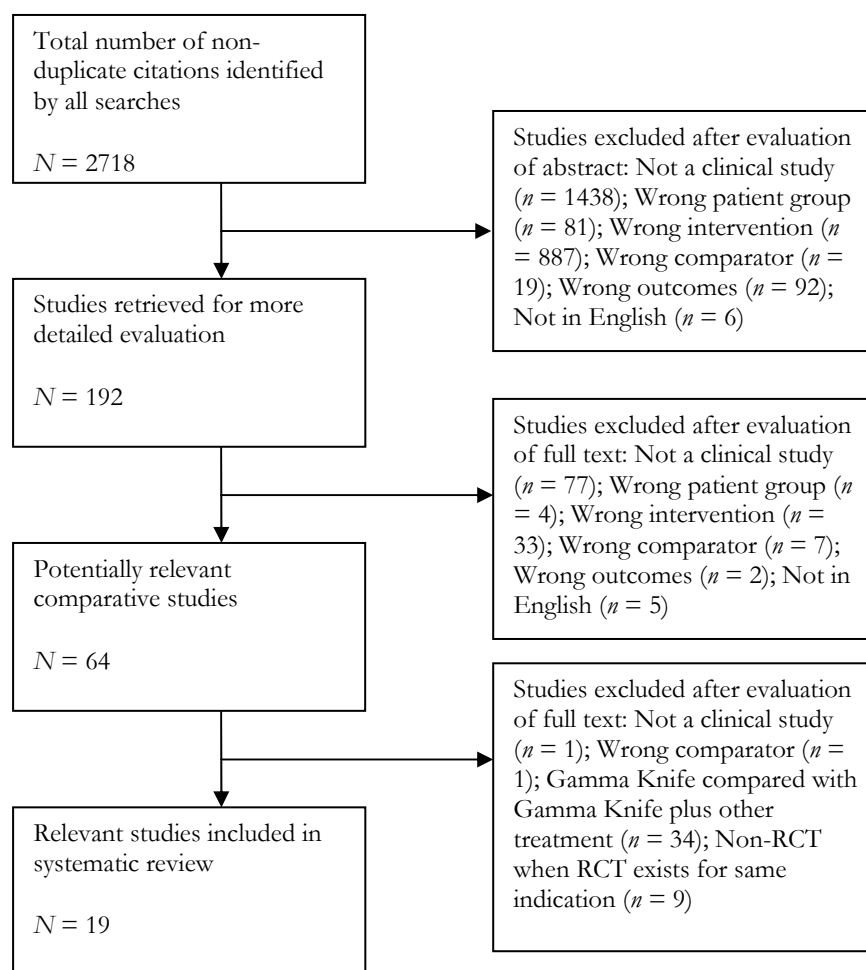 Total number of non-
duplicate citations identified
by all searches
N = 2718
Studies excluded after evaluation
of abstract: Not a clinical study
(n = 1438); Wrong patient group
(n = 81); Wrong intervention (n
= 887); Wrong comparator (n =
19); Wrong outcomes (n = 92);
Not in English (n = 6)
Studies retrieved for more
detailed evaluation
N = 192
Studies excluded after evaluation
of full text: Not a clinical study
(n = 77); Wrong patient group (n
= 4); Wrong intervention (n =
33); Wrong comparator (n = 7);
Wrong outcomes (n = 2); Not in
English (n = 5)
Potentially relevant
comparative studies
N = 64
Studies excluded after evaluation
of full text: Not a clinical study
(n = 1); Wrong comparator (n =
1); Gamma Knife compared with
Gamma Knife plus other
treatment (n = 34); Non-RCT
when RCT exists for same
indication (n = 9)
Relevant studies included in
systematic review
N = 19